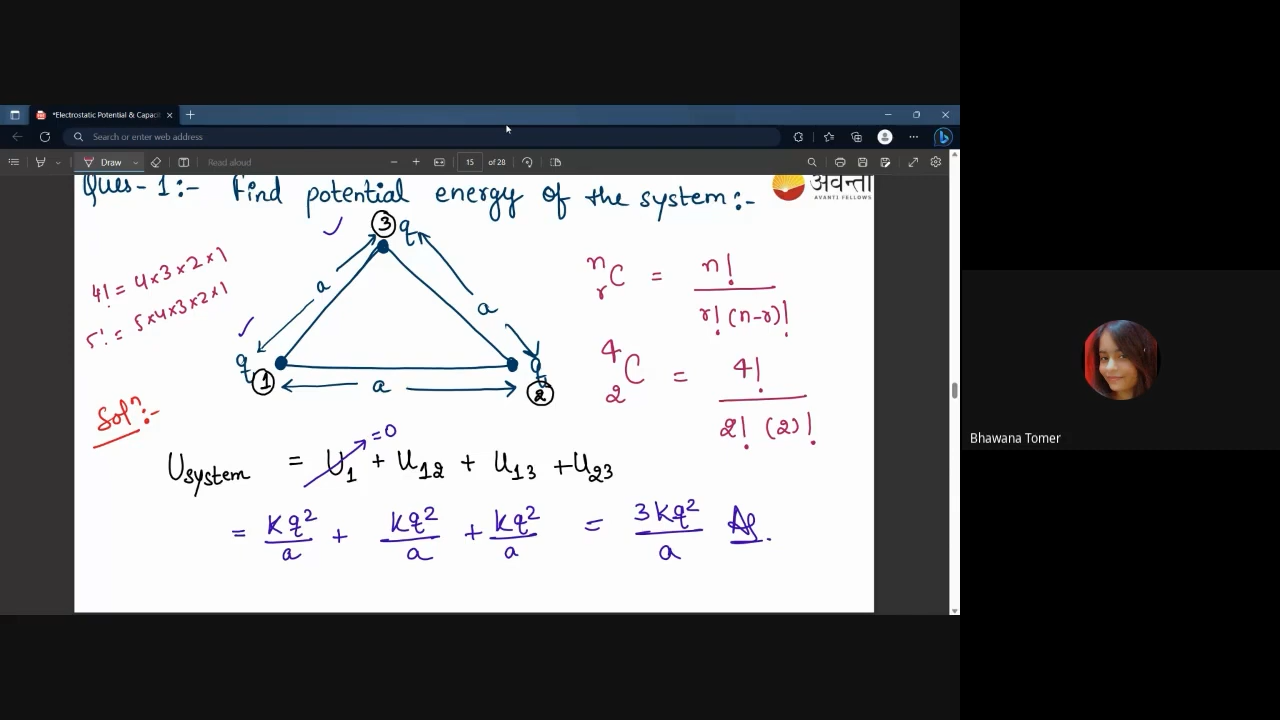 *Electrostatic Potential & Capaci
Search or enter web address
Draw
Read aloud
15 of 28
Ques-1:- Find potential energy of the system:-
अवन्ती
AVANTI FELLOWS
3 q
4! = 4×3×2×1
5! = 5×4×3×2×1
a
a
q 1
a
q 2
nCr = n! / r! (n-r)!
4C2 = 4! / 2! (2)!
Solⁿ:-
Usystem = U1 + U12 + U13 + U23
=0
= kq²/a + kq²/a + kq²/a = 3kq²/a
Bhawana Tomer